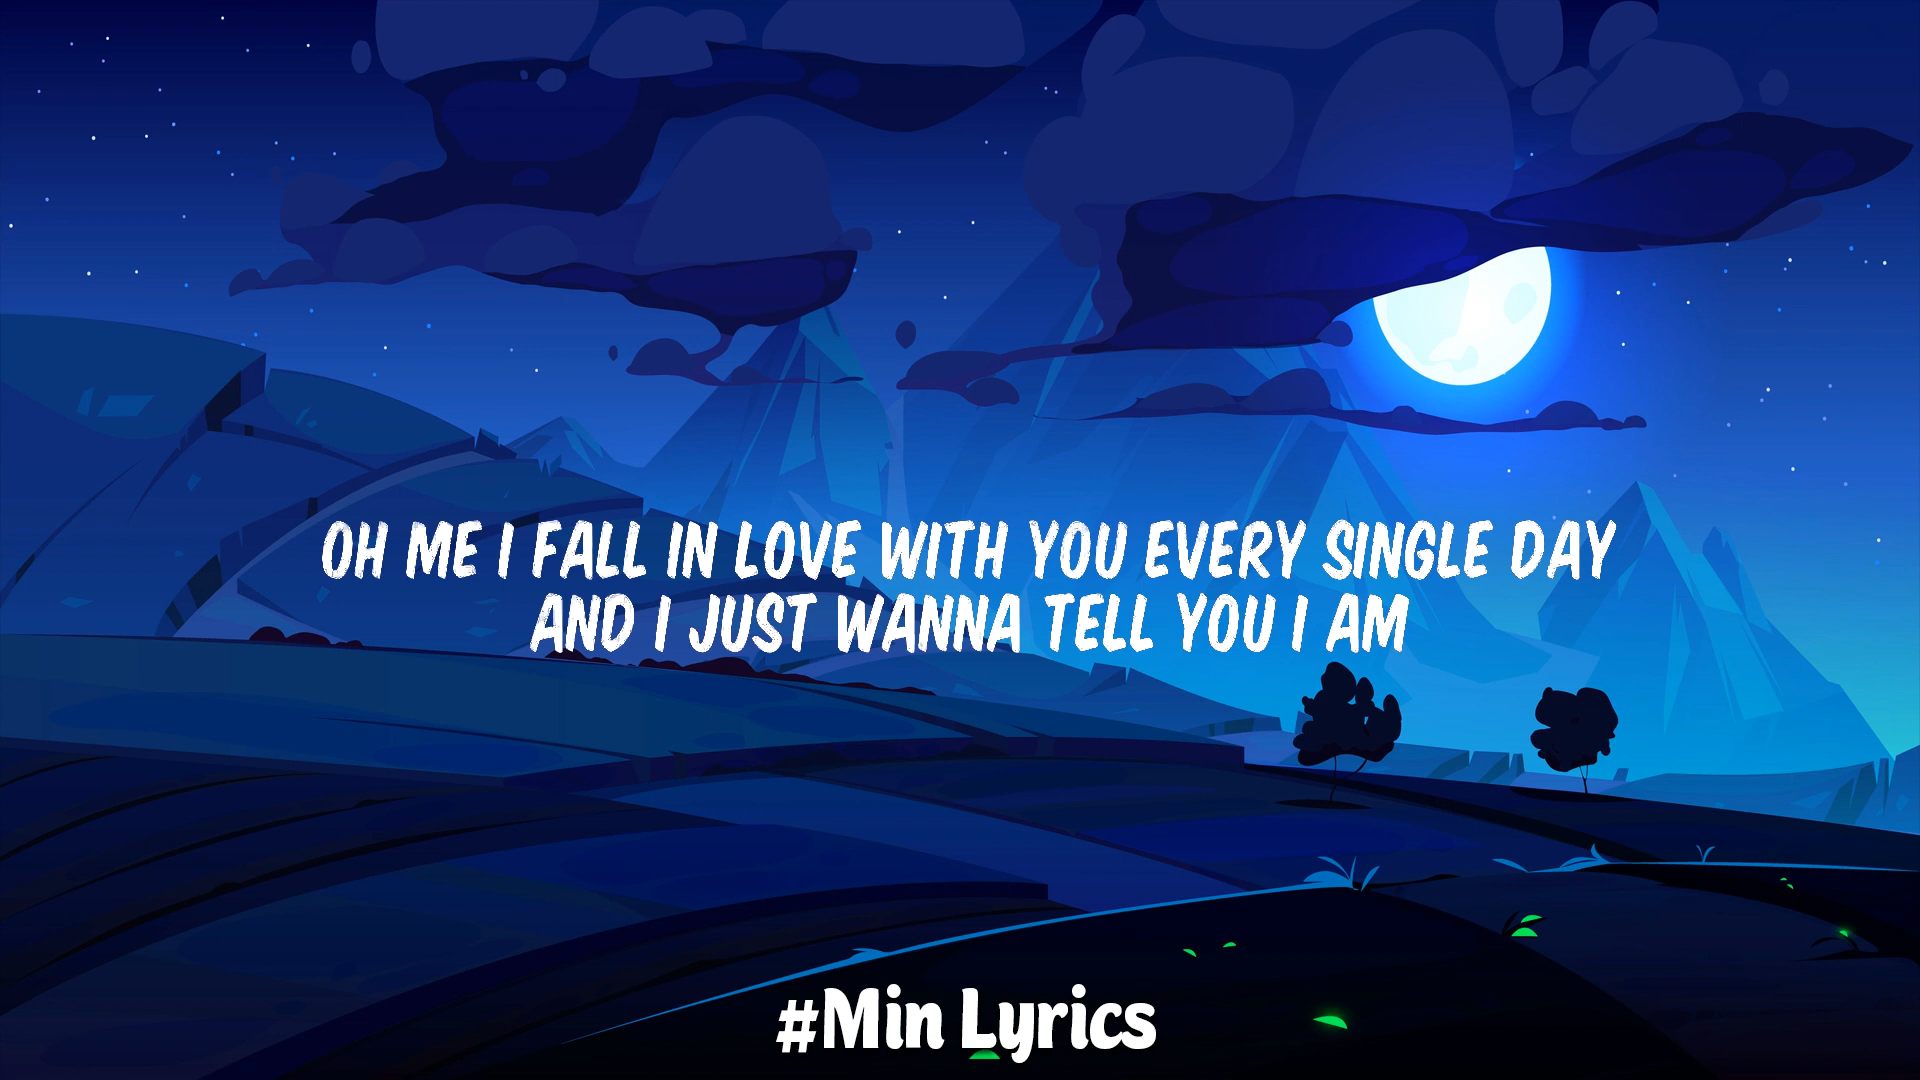 OH ME I FALL IN LOVE WITH YOU EVERY SINGLE DAY
AND I JUST WANNA TELL YOU I AM
#Min Lyrics